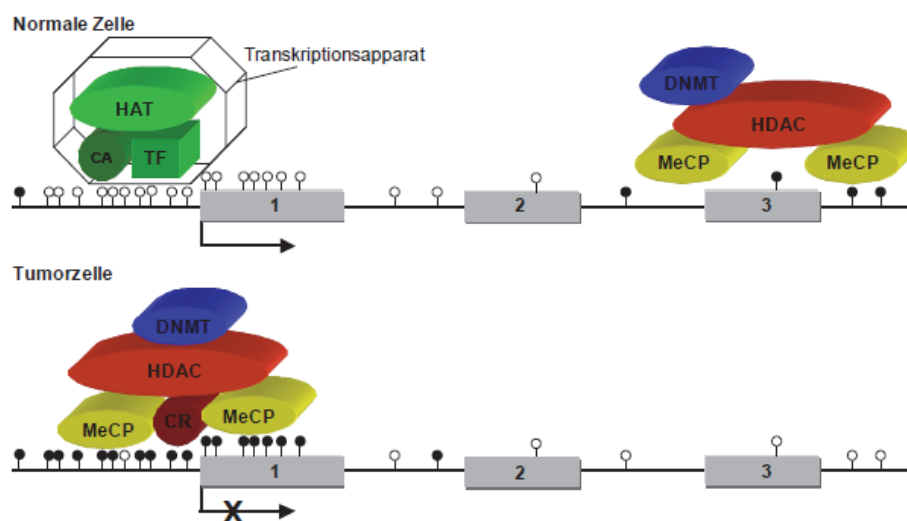 Normale Zelle
Transkriptionsapparat
HAT
CA TF
DNMT
HDAC
MeCP MeCP
1 2 3
Tumorzelle
DNMT
HDAC
MeCP CR MeCP
1 2 3
X